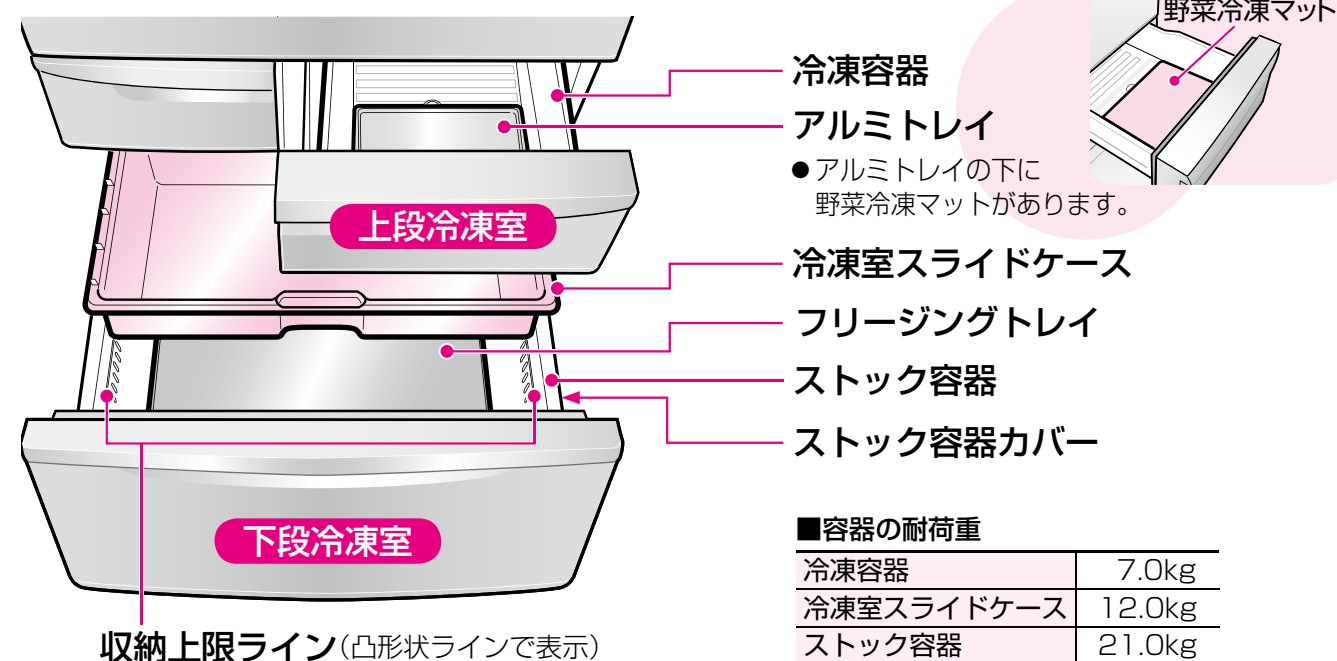 野菜冷凍マット
冷凍容器
アルミトレイ
●アルミトレイの下に
野菜冷凍マットがあります。
上段冷凍室
冷凍室スライドケース
フリージングトレイ
ストック容器
ストック容器カバー
下段冷凍室
収納上限ライン(凸形状ラインで表示)
■容器の耐荷重
冷凍容器 7.0kg
冷凍室スライドケース 12.0kg
ストック容器 21.0kg